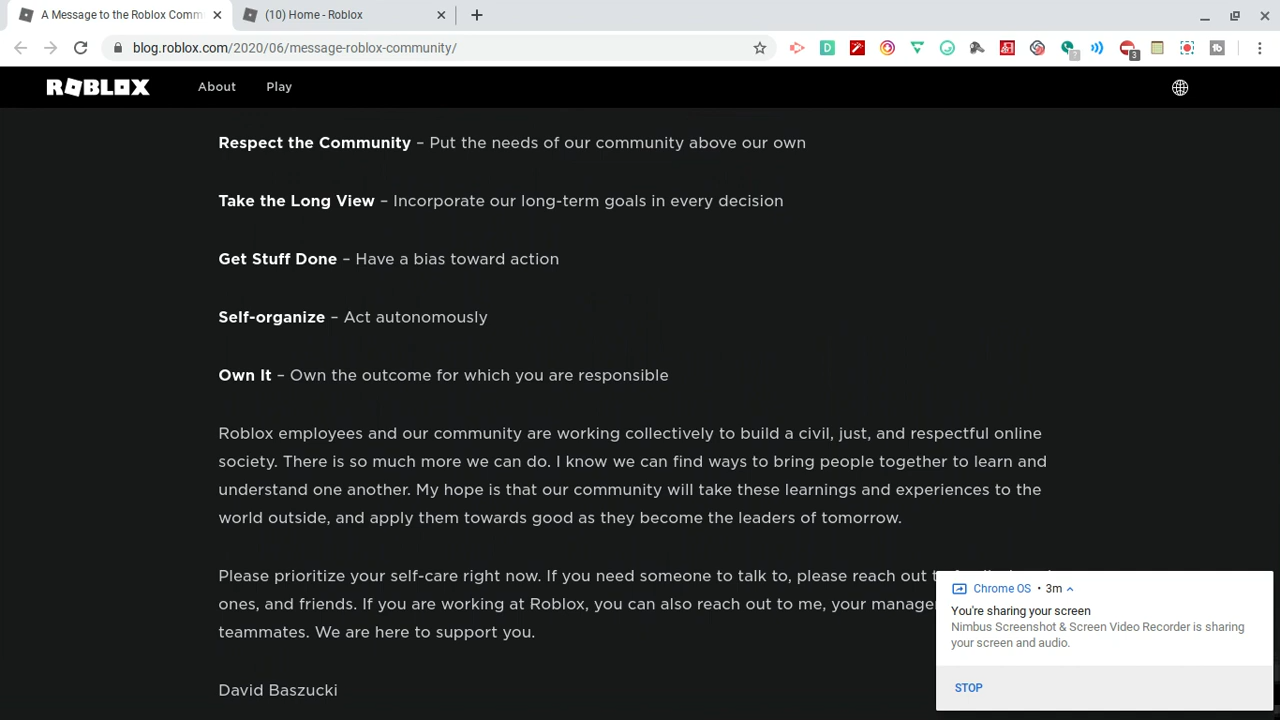 A Message to the Roblox Comm
(10) Home - Roblox
blog.roblox.com/2020/06/message-roblox-community/
D
?
3
tb
ROBLOX
About
Play
Respect the Community – Put the needs of our community above our own
Take the Long View – Incorporate our long-term goals in every decision
Get Stuff Done – Have a bias toward action
Self-organize – Act autonomously
Own It – Own the outcome for which you are responsible
Roblox employees and our community are working collectively to build a civil, just, and respectful online
society. There is so much more we can do. I know we can find ways to bring people together to learn and
understand one another. My hope is that our community will take these learnings and experiences to the
world outside, and apply them towards good as they become the leaders of tomorrow.
Please prioritize your self-care right now. If you need someone to talk to, please reach out
ones, and friends. If you are working at Roblox, you can also reach out to me, your manager
teammates. We are here to support you.
David Baszucki
Chrome OS • 3m
You're sharing your screen
Nimbus Screenshot & Screen Video Recorder is sharing
your screen and audio.
STOP